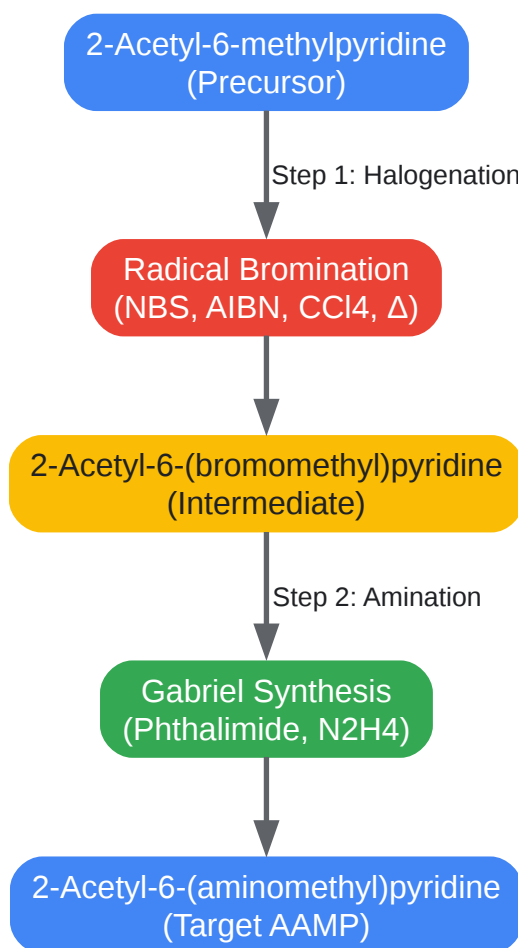 2-Acetyl-6-methylpyridine
(Precursor)
Step 1: Halogenation
Radical Bromination
(NBS, AIBN, CCl4, Δ)
2-Acetyl-6-(bromomethyl)pyridine
(Intermediate)
Step 2: Amination
Gabriel Synthesis
(Phthalimide, N2H4)
2-Acetyl-6-(aminomethyl)pyridine
(Target AAMP)